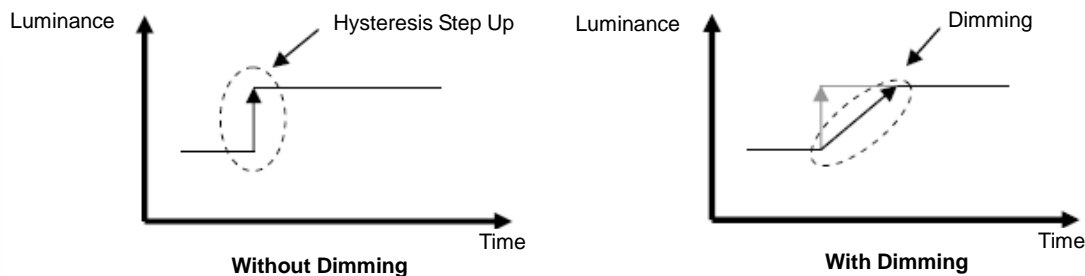 Luminance
Hysteresis Step Up
Time
Without Dimming
Luminance
Dimming
Time
With Dimming